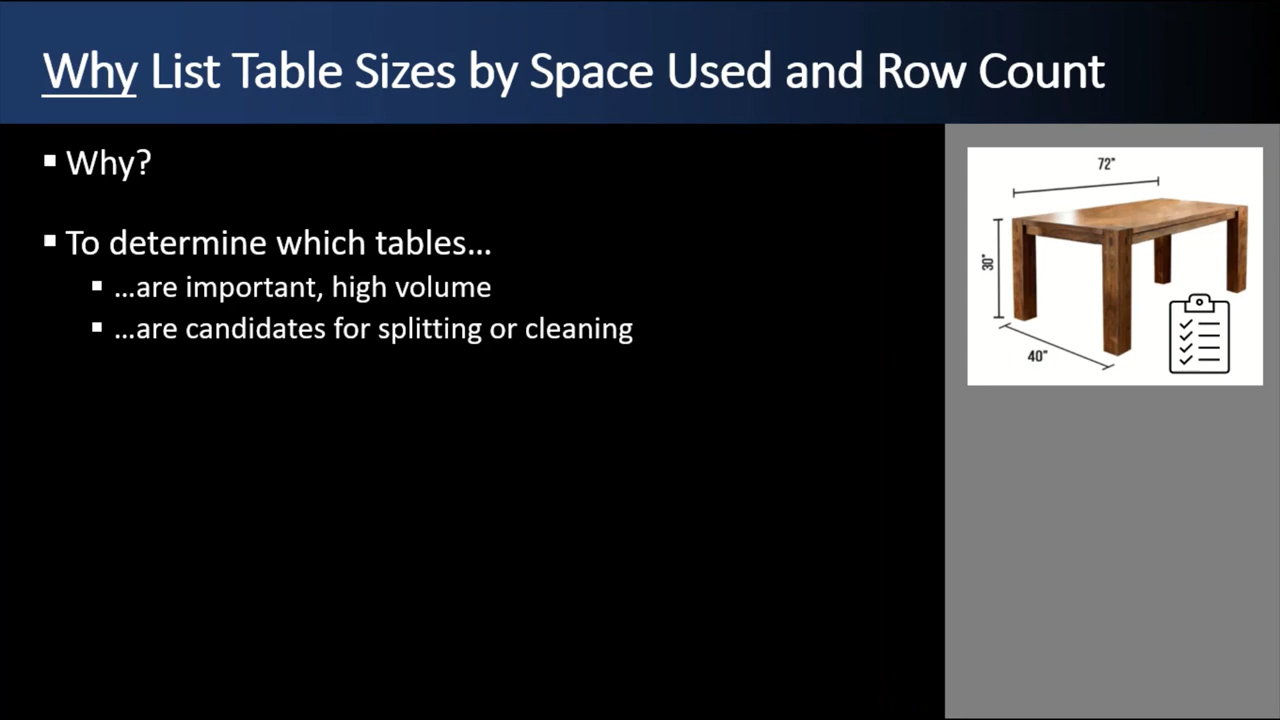 Why List Table Sizes by Space Used and Row Count
▪ Why?
▪ To determine which tables…
▪ …are important, high volume
▪ …are candidates for splitting or cleaning
72"
30"
40"